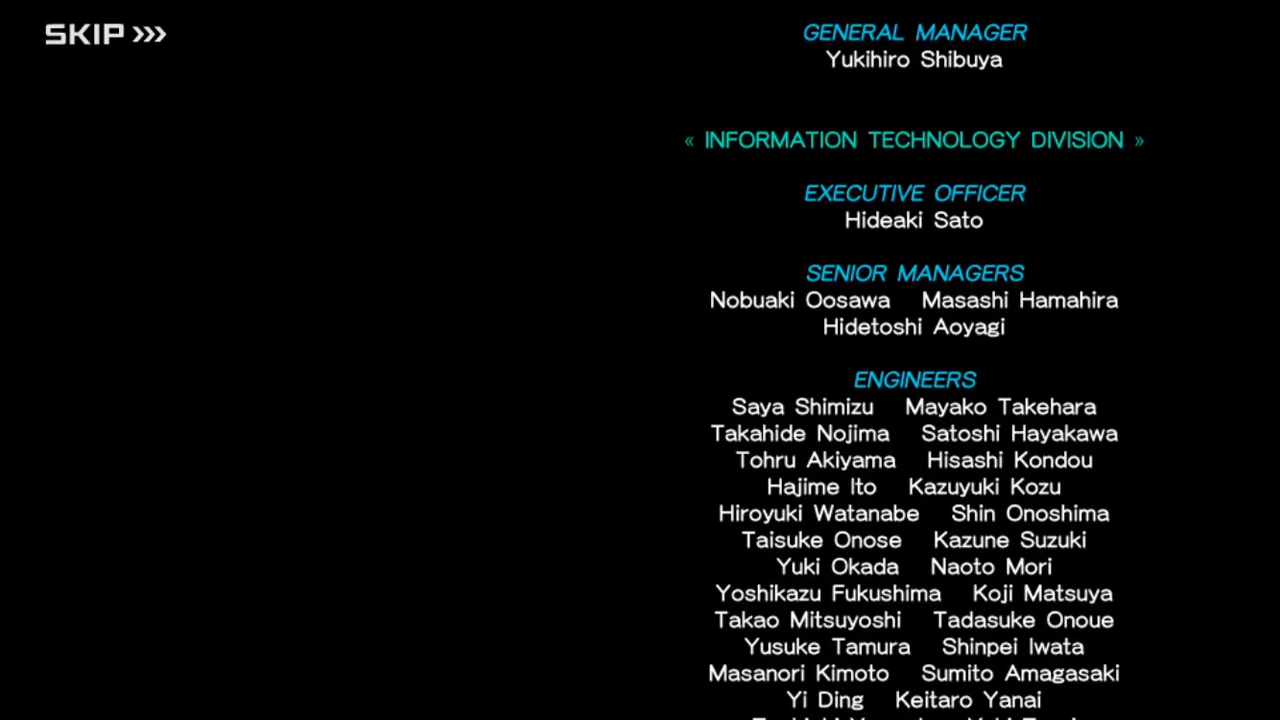 SKIP >>>
GENERAL MANAGER
Yukihiro Shibuya
« INFORMATION TECHNOLOGY DIVISION »
EXECUTIVE OFFICER
Hideaki Sato
SENIOR MANAGERS
Nobuaki Oosawa Masashi Hamahira
Hidetoshi Aoyagi
ENGINEERS
Saya Shimizu Mayako Takehara
Takahide Nojima Satoshi Hayakawa
Tohru Akiyama Hisashi Kondou
Hajime Ito Kazuyuki Kozu
Hiroyuki Watanabe Shin Onoshima
Taisuke Onose Kazune Suzuki
Yuki Okada Naoto Mori
Yoshikazu Fukushima Koji Matsuya
Takao Mitsuyoshi Tadasuke Onoue
Yusuke Tamura Shinpei Iwata
Masanori Kimoto Sumito Amagasaki
Yi Ding Keitaro Yanai